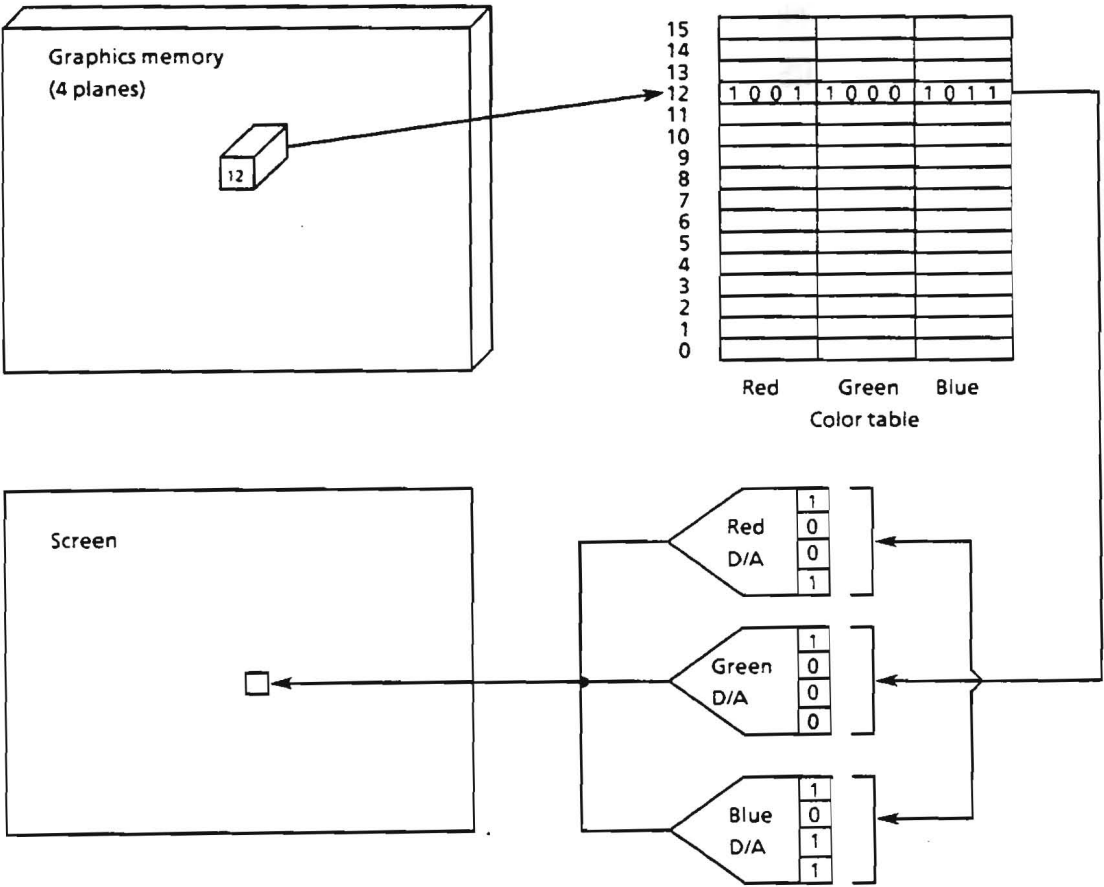 Graphics memory
(4 planes)
12
15
14
13
12 1 0 0 1 1 0 0 0 1 0 1 1
11
10
9
8
7
6
5
4
3
2
1
0
Red Green Blue
Color table
Screen
Red
D/A
1
0
0
1
Green
D/A
1
0
0
0
Blue
D/A
1
0
1
1